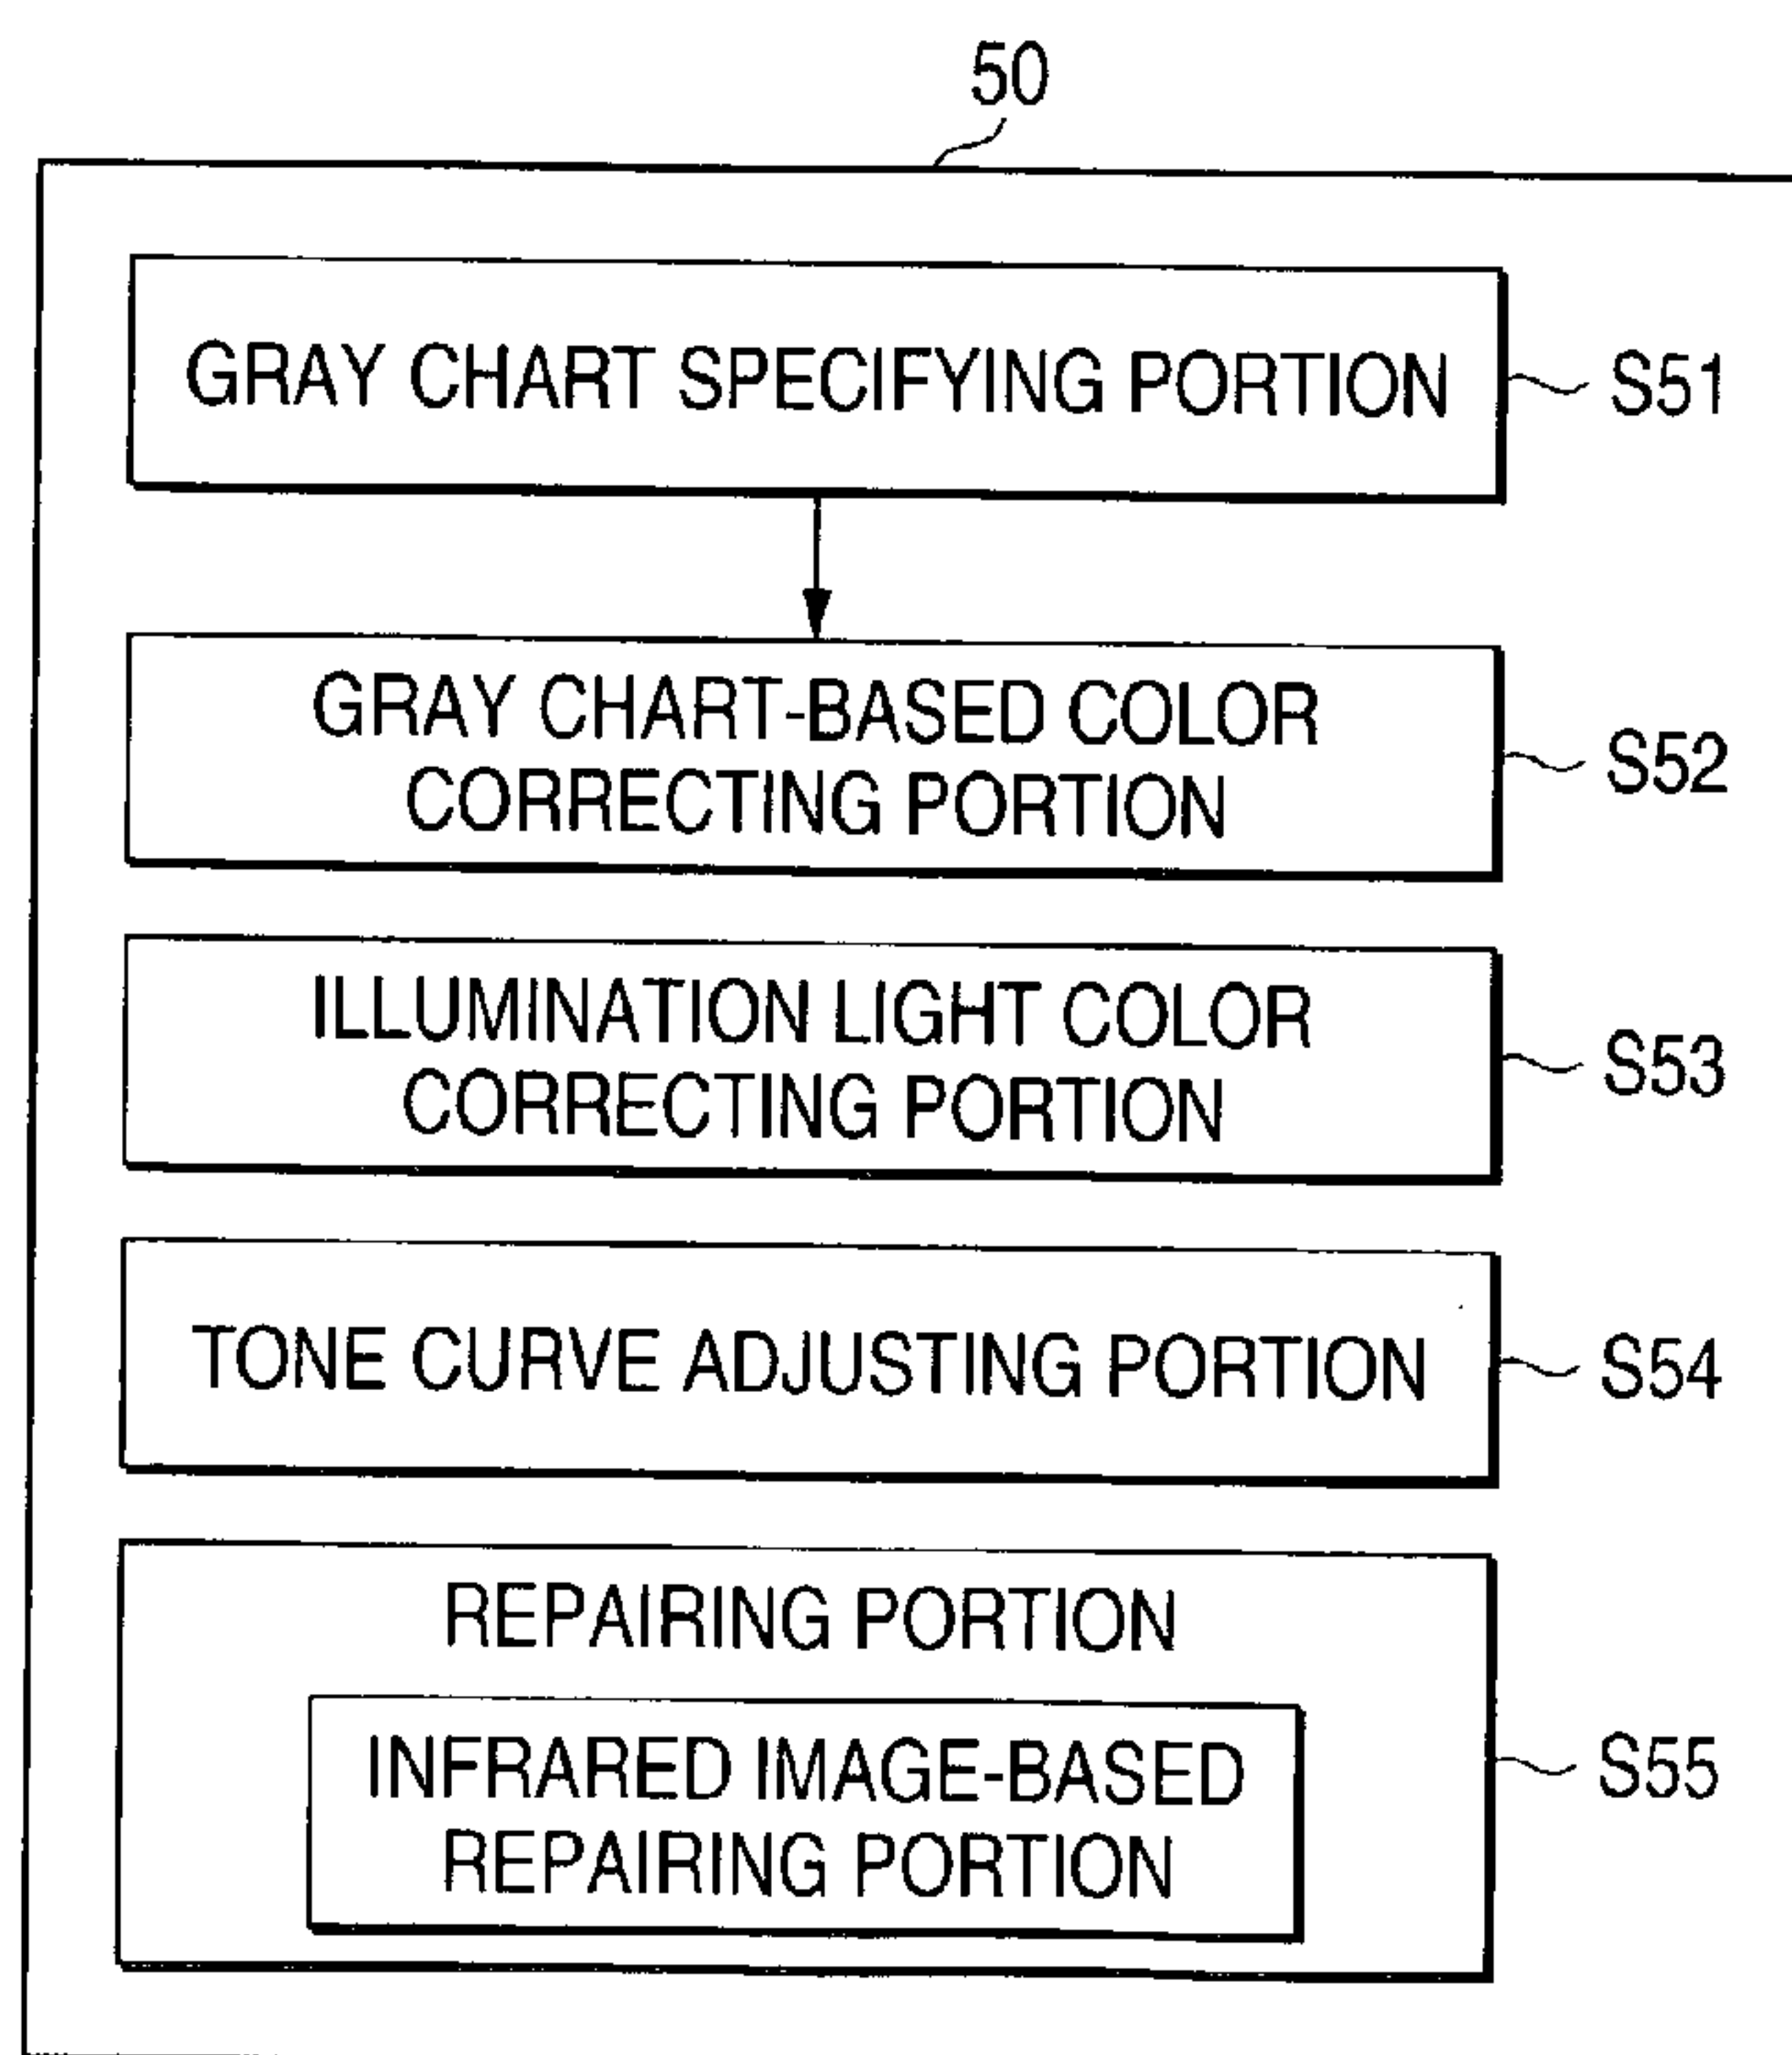 50
GRAY CHART SPECIFYING PORTION
S51
GRAY CHART-BASED COLOR
CORRECTING PORTION
S52
ILLUMINATION LIGHT COLOR
CORRECTING PORTION
S53
TONE CURVE ADJUSTING PORTION
S54
REPAIRING PORTION
INFRARED IMAGE-BASED
REPAIRING PORTION
S55